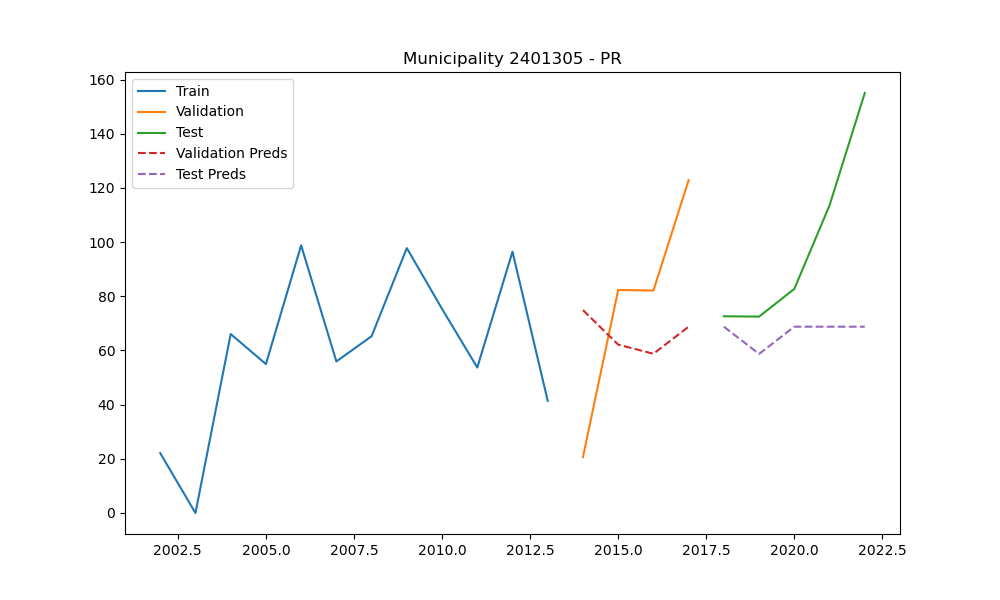 Municipality 2401305 - PR
160
140
120
100
80
60
40
20
0
Train
Validation
Test
Validation Preds
Test Preds
2002.5 2005.0 2007.5 2010.0 2012.5 2015.0 2017.5 2020.0 2022.5